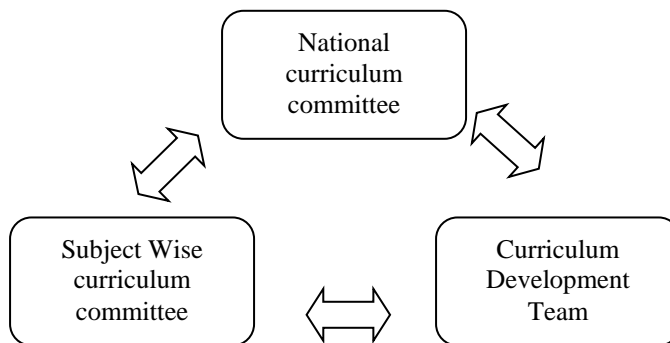 National
curriculum
committee
Subject Wise
curriculum
committee
Curriculum
Development
Team